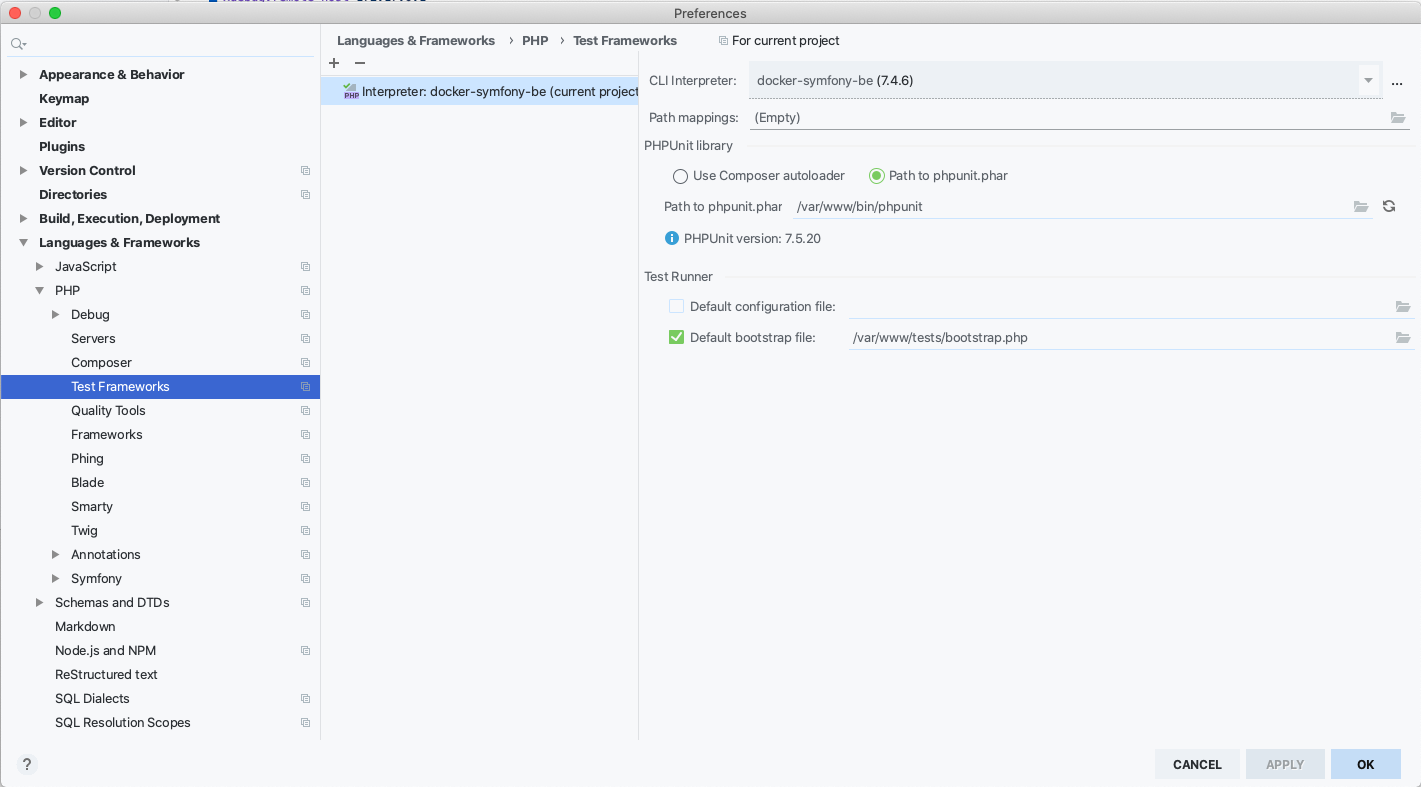 Preferences
Appearance & Behavior
Keymap
Editor
Plugins
Version Control
Directories
Build, Execution, Deployment
Languages & Frameworks
JavaScript
PHP
Debug
Servers
Composer
Test Frameworks
Quality Tools
Frameworks
Phing
Blade
Smarty
Twig
Annotations
Symfony
Schemas and DTDs
Markdown
Node.js and NPM
ReStructured text
SQL Dialects
SQL Resolution Scopes
Languages & Frameworks › PHP › Test Frameworks For current project
+ −
PHP Interpreter: docker-symfony-be (current project
CLI Interpreter: docker-symfony-be (7.4.6) ...
Path mappings: (Empty)
PHPUnit library
Use Composer autoloader Path to phpunit.phar
Path to phpunit.phar /var/www/bin/phpunit
PHPUnit version: 7.5.20
Test Runner
Default configuration file:
Default bootstrap file: /var/www/tests/bootstrap.php
? CANCEL APPLY OK